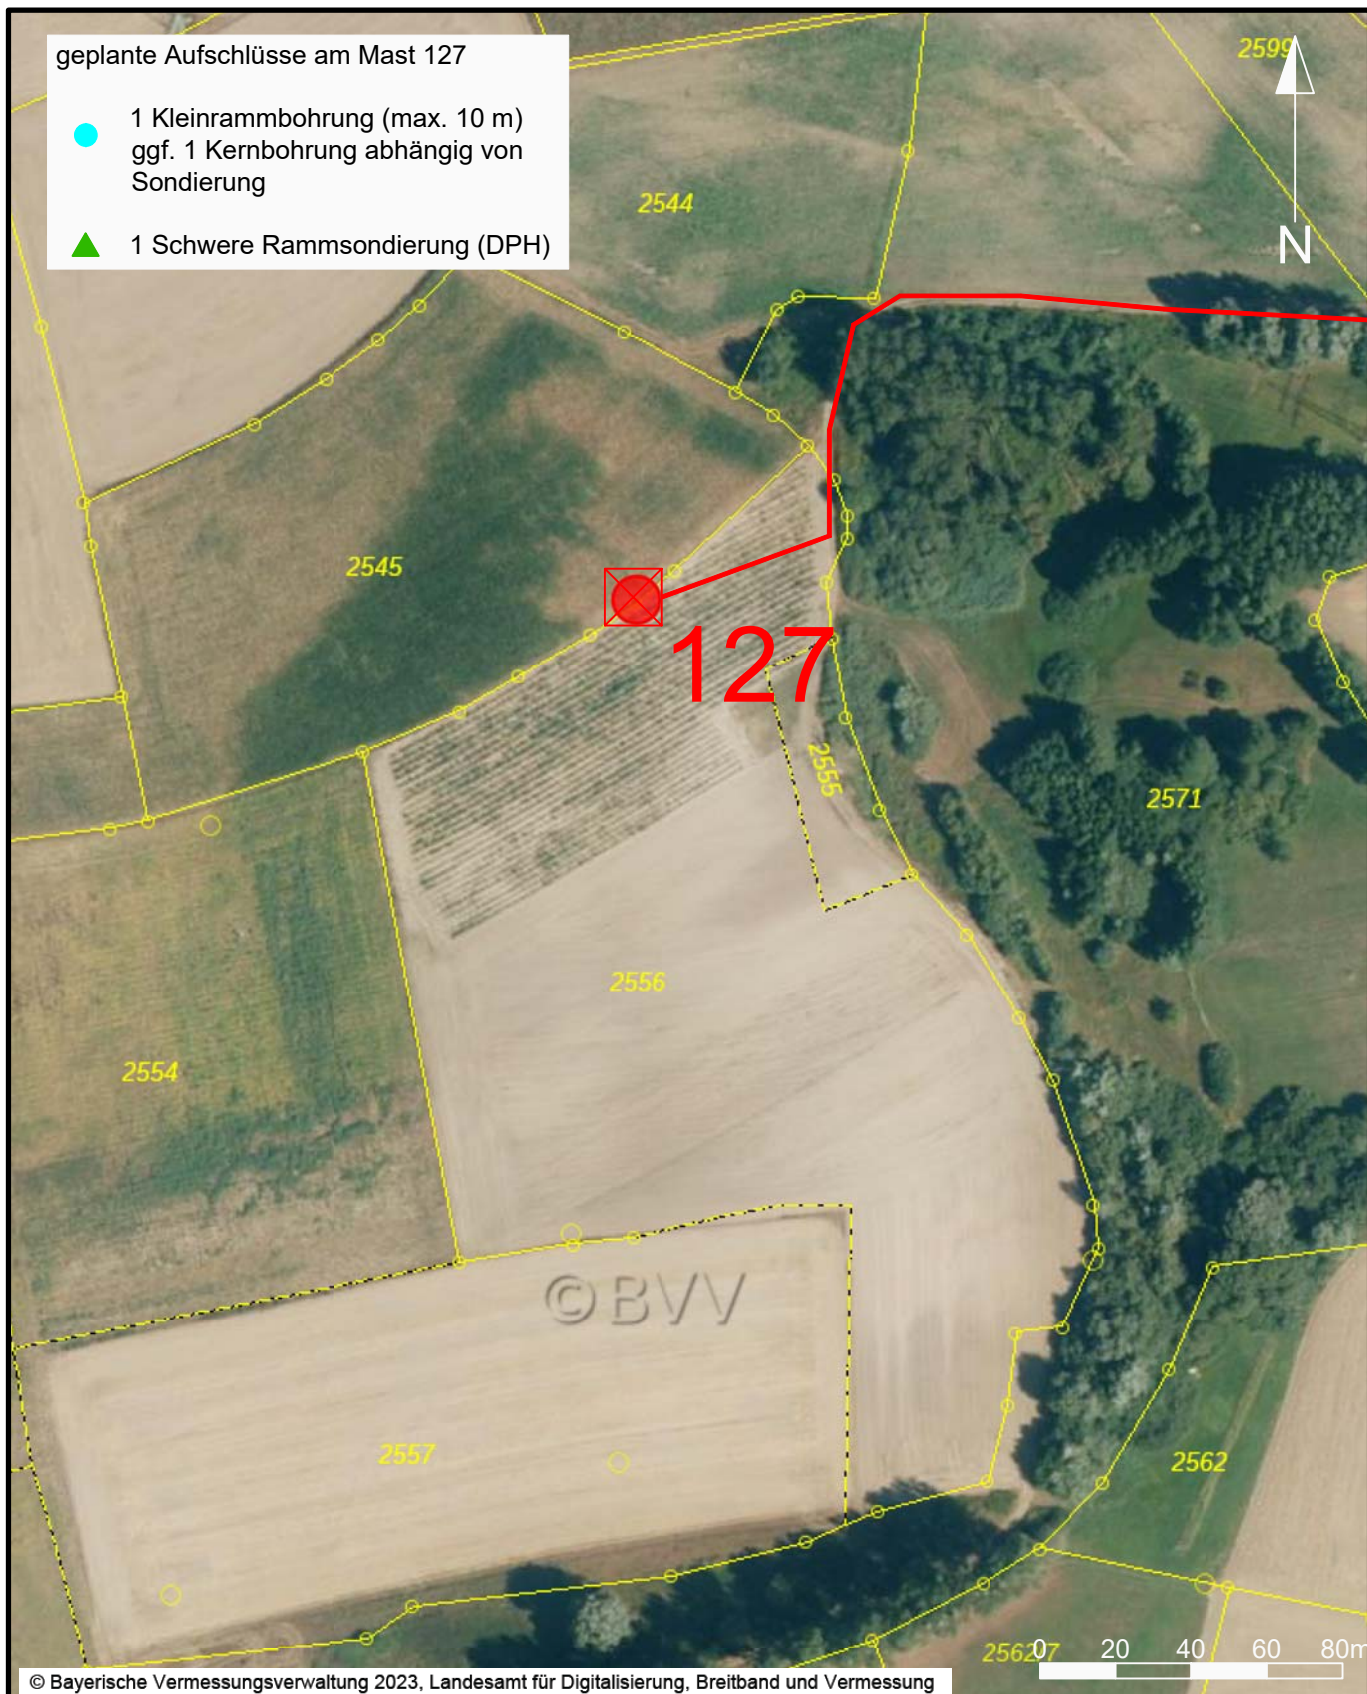 geplante Aufschlüsse am Mast 127
1 Kleinrammbohrung (max. 10 m)
ggf. 1 Kernbohrung abhängig von
Sondierung
1 Schwere Rammsondierung (DPH)
2599
N
2544
2545
127
2555
2571
2556
2554
©BVV
2557
2562
0 20 40 60 80m
© Bayerische Vermessungsverwaltung 2023, Landesamt für Digitalisierung, Breitband und Vermessung